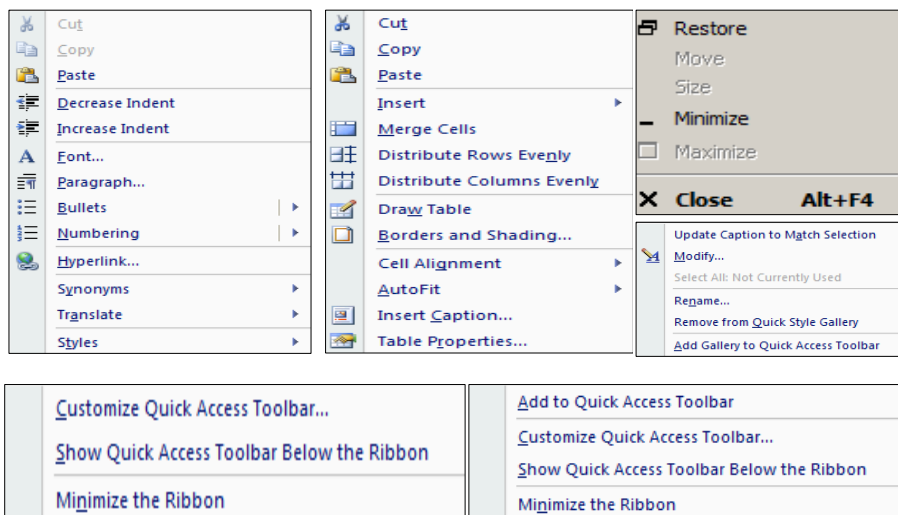 Cut
Copy
Paste
Decrease Indent
Increase Indent
Font...
Paragraph...
Bullets
Numbering
Hyperlink...
Synonyms
Translate
Styles
Cut
Copy
Paste
Insert
Merge Cells
Distribute Rows Evenly
Distribute Columns Evenly
Draw Table
Borders and Shading...
Cell Alignment
AutoFit
Insert Caption...
Table Properties...
Restore
Move
Size
Minimize
Maximize
Close Alt+F4
Update Caption to Match Selection
Modify...
Select All: Not Currently Used
Rename...
Remove from Quick Style Gallery
Add Gallery to Quick Access Toolbar
Customize Quick Access Toolbar...
Show Quick Access Toolbar Below the Ribbon
Minimize the Ribbon
Add to Quick Access Toolbar
Customize Quick Access Toolbar...
Show Quick Access Toolbar Below the Ribbon
Minimize the Ribbon